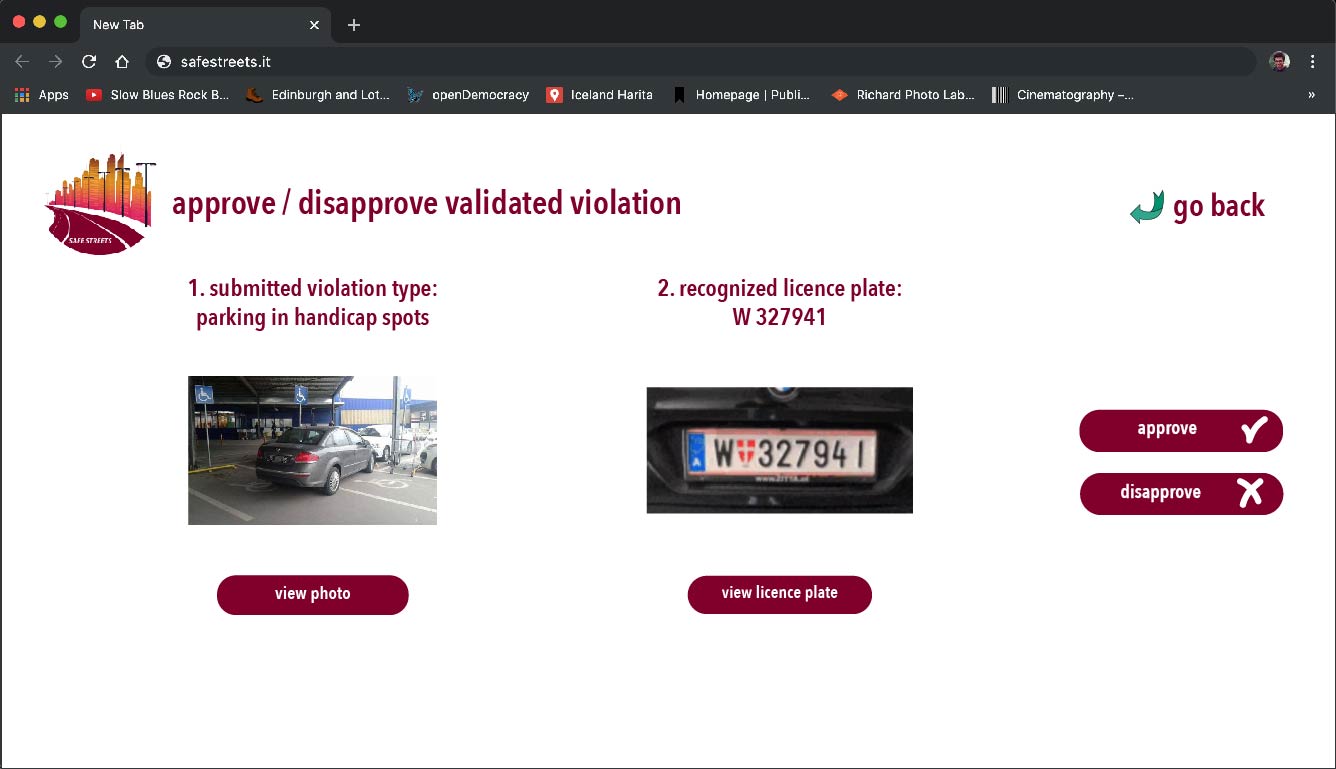 New Tab
safestreets.it
Apps
Slow Blues Rock B...
Edinburgh and Lot...
openDemocracy
Iceland Harita
Homepage | Publi...
Richard Photo Lab...
Cinematography –...
»
SAFE STREETS
approve / disapprove validated violation
go back
1. submitted violation type:
parking in handicap spots
2. recognized licence plate:
W 327941
A
W 327941
approve
disapprove
view photo
view licence plate